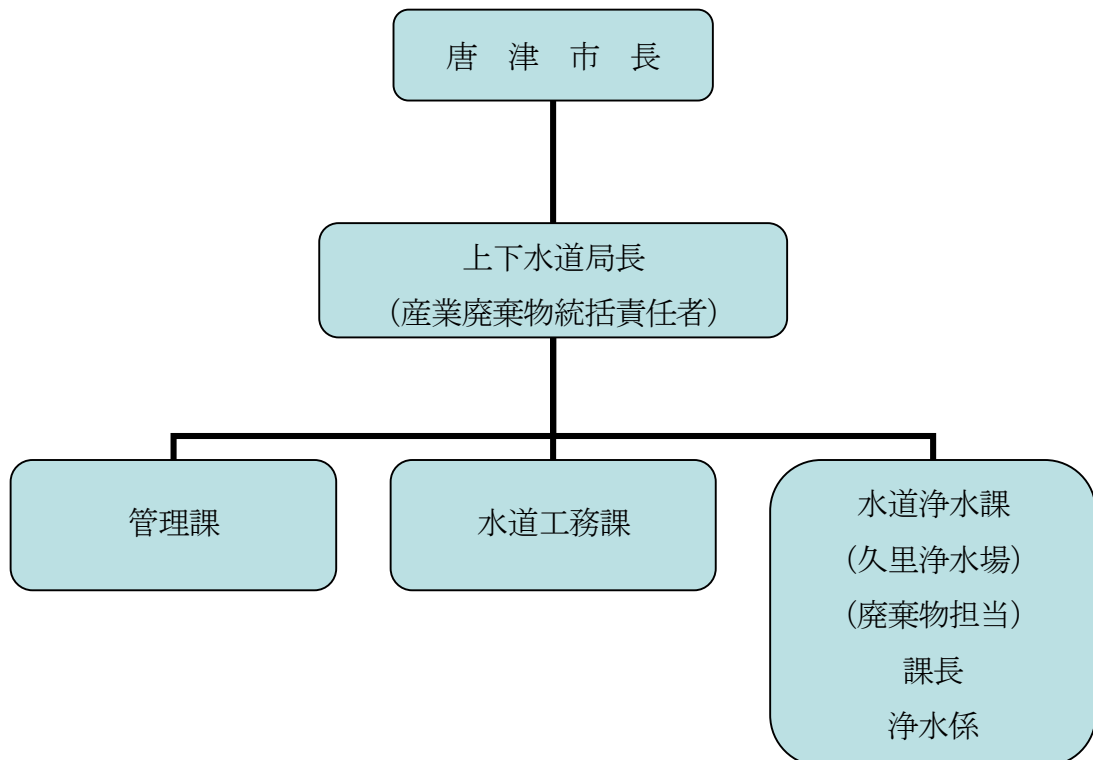 唐　津　市　長
上下水道局長
（産業廃棄物統括責任者）
管理課
水道工務課
水道浄水課
（久里浄水場）
（廃棄物担当）
課長
浄水係